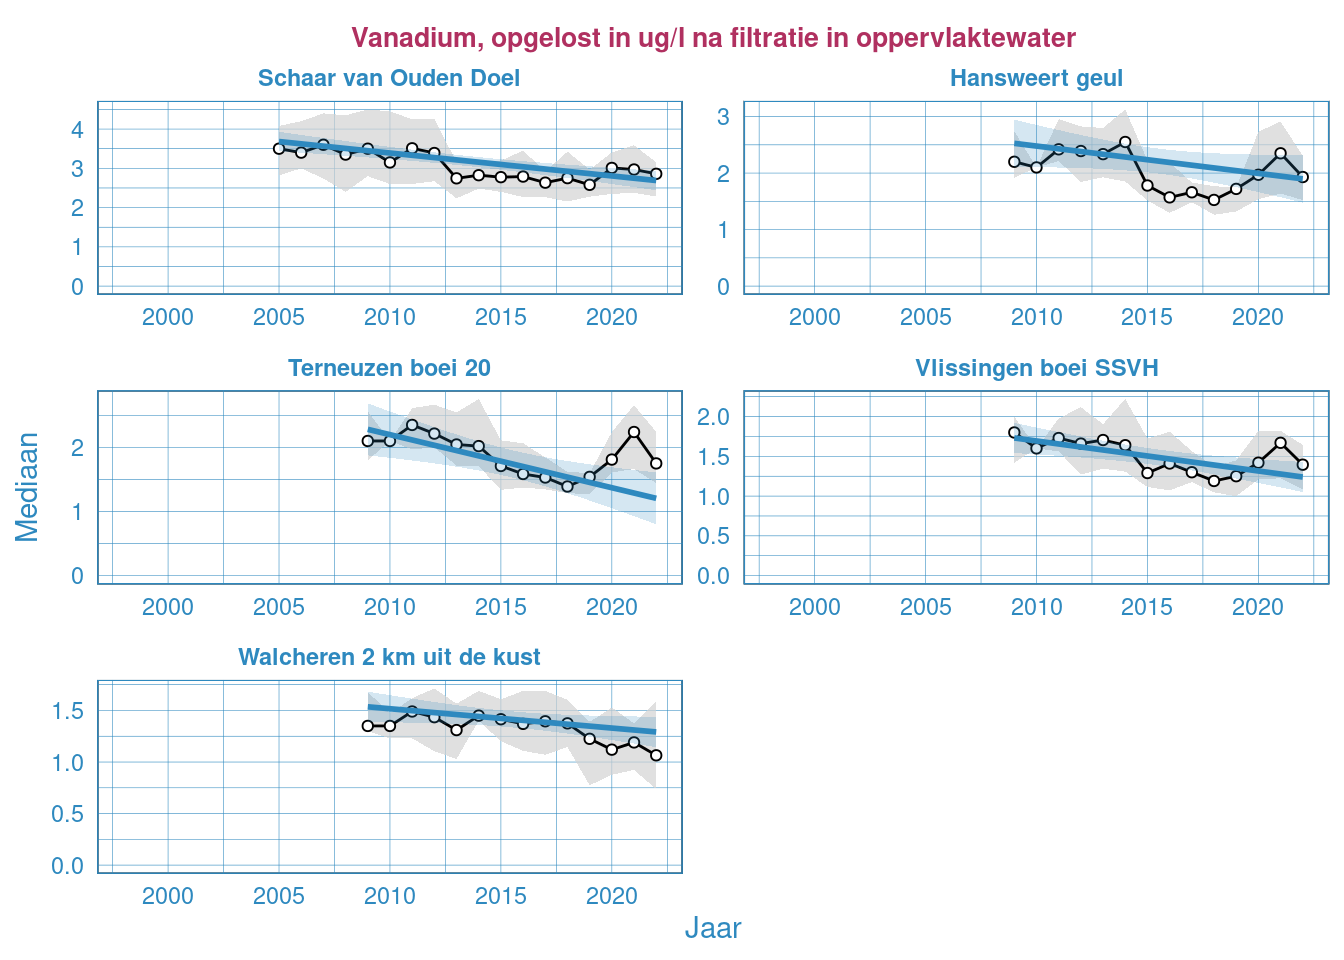 Vanadium, opgelost in ug/l na filtratie in oppervlaktewater
Schaar van Ouden Doel
4
3
2
1
0
2000 2005 2010 2015 2020
Hansweert geul
3
2
1
0
2000 2005 2010 2015 2020
Mediaan
Terneuzen boei 20
2
1
0
2000 2005 2010 2015 2020
Vlissingen boei SSVH
2.0
1.5
1.0
0.5
0.0
2000 2005 2010 2015 2020
Walcheren 2 km uit de kust
1.5
1.0
0.5
0.0
2000 2005 2010 2015 2020
Jaar